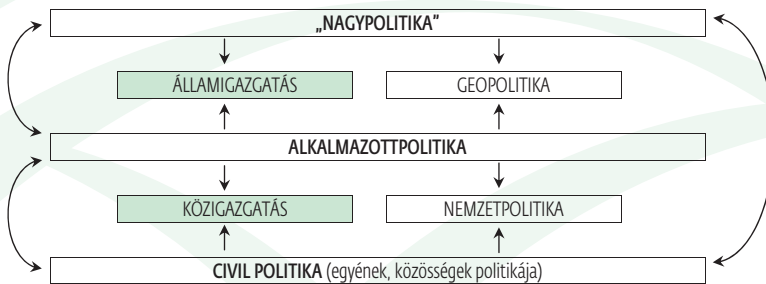 „NAGYPOLITIKA”
ÁLLAMIGAZGATÁS GEOPOLITIKA
ALKALMAZOTTPOLITIKA
KÖZIGAZGATÁS NEMZETPOLITIKA
CIVIL POLITIKA (egyének, közösségek politikája)